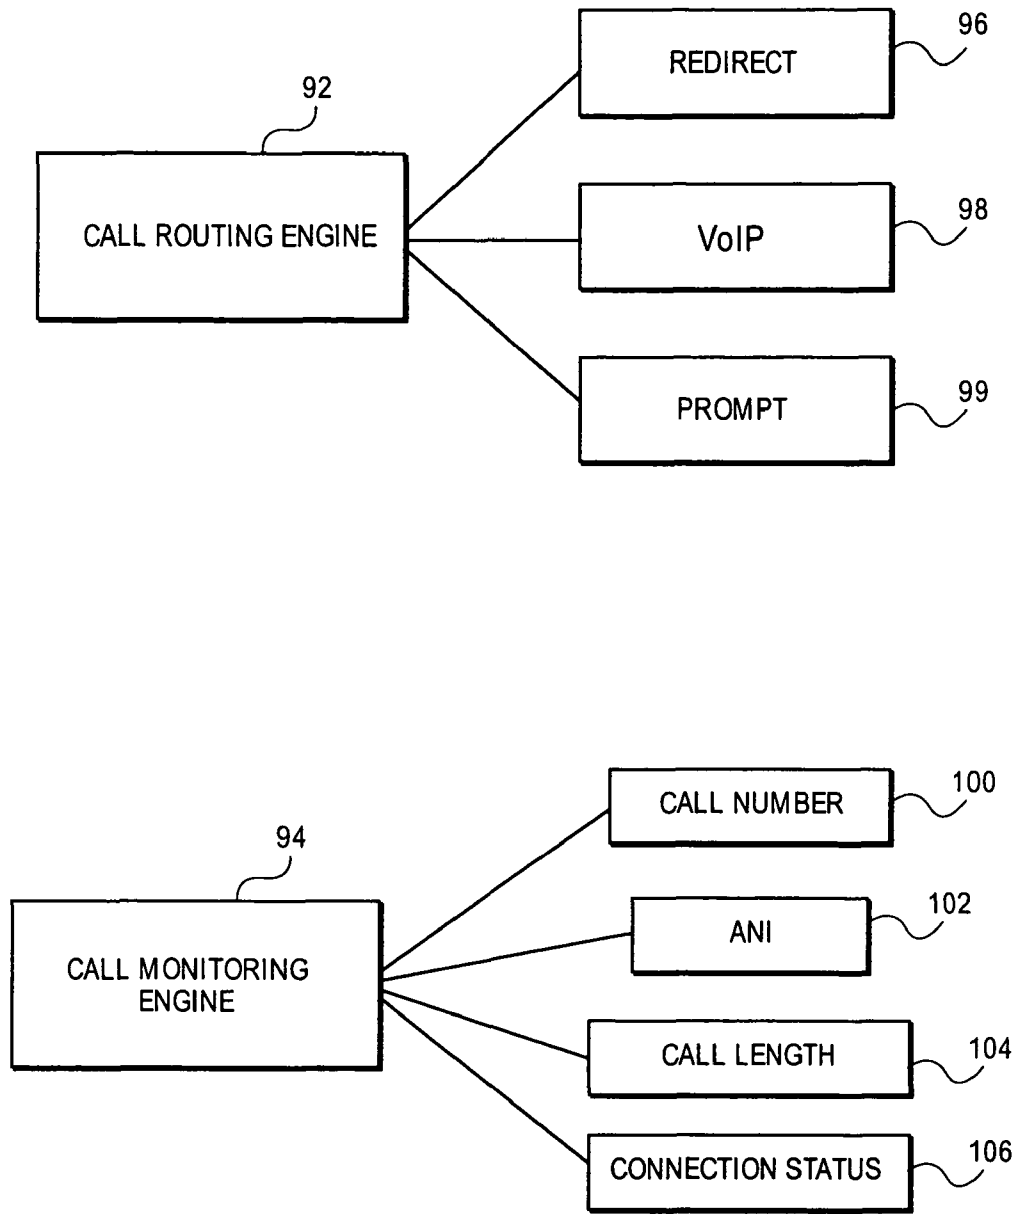 96
REDIRECT
92
CALL ROUTING ENGINE
98
VoIP
99
PROMPT
100
CALL NUMBER
94
CALL MONITORING
ENGINE
102
ANI
104
CALL LENGTH
106
CONNECTION STATUS